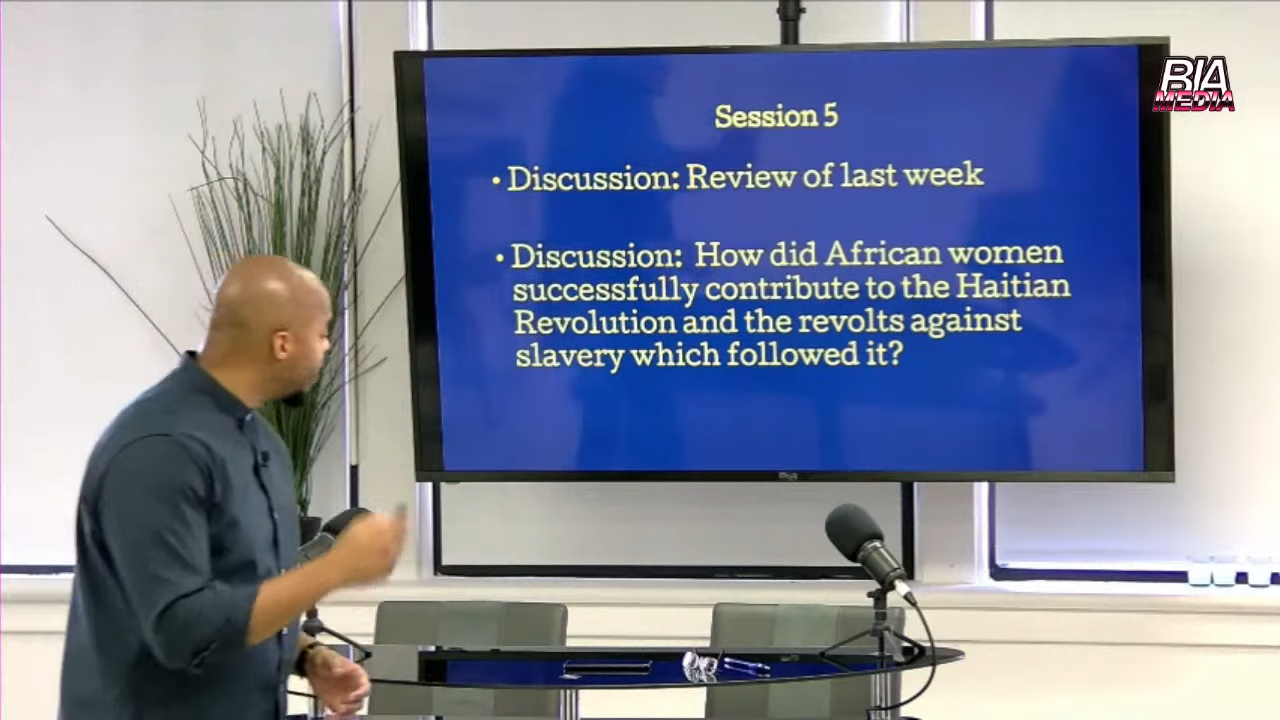 BIA
MEDIA
Session 5
• Discussion: Review of last week
• Discussion: How did African women
successfully contribute to the Haitian
Revolution and the revolts against
slavery which followed it?